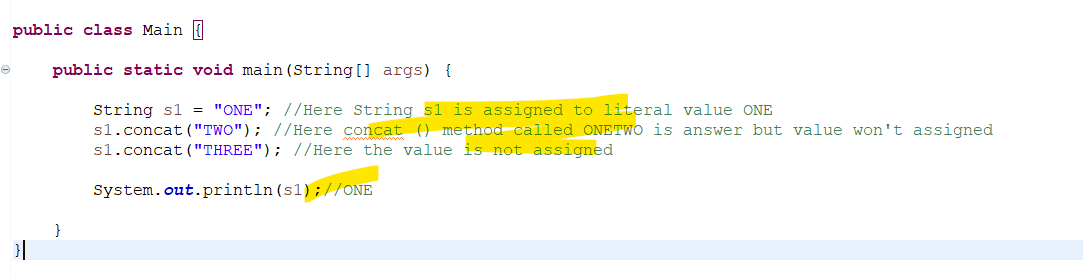 public class Main {
public static void main(String[] args) {
String s1 = "ONE"; //Here String s1 is assigned to literal value ONE
s1.concat("TWO"); //Here concat () method called ONETWO is answer but value won't assigned
s1.concat("THREE"); //Here the value is not assigned
System.out.println(s1);//ONE
}
}